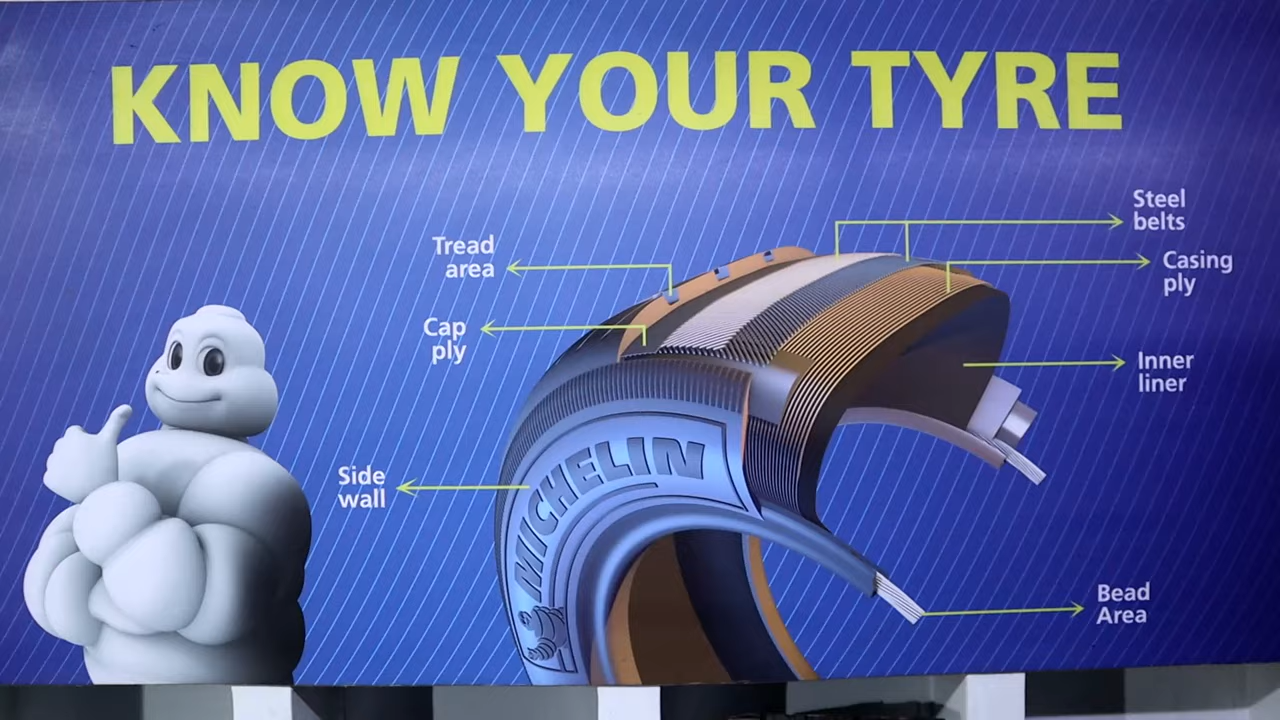 KNOW YOUR TYRE
Steel
belts
Tread
area
Casing
ply
Cap
ply
Inner
liner
Side
wall
MICHELIN
Bead
Area